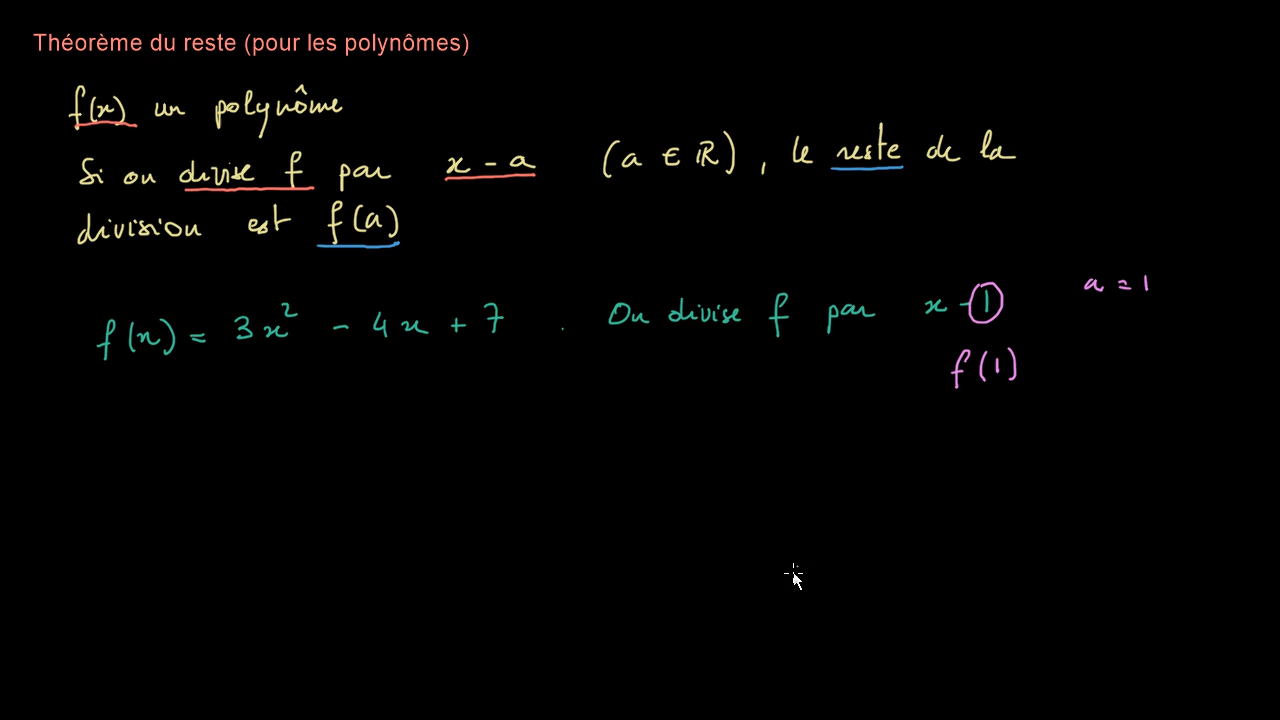 Théorème du reste (pour les polynômes)
f(x) un polynôme
Si on divise f par x - a (a ∈ ℝ), le reste de la
division est f(a)
f(x) = 3x² - 4x + 7 . On divise f par x - 1 a = 1
f(1)